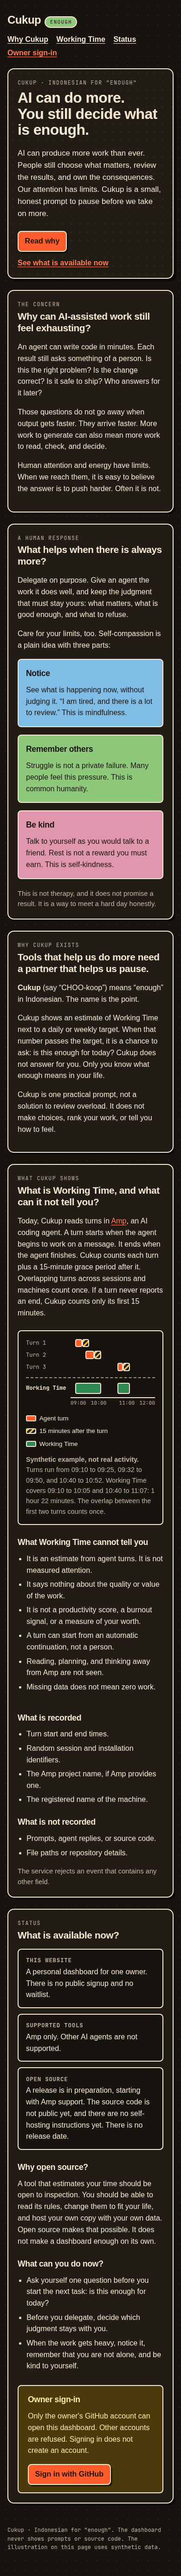 Cukup ENOUGH
Why Cukup Working Time Status
Owner sign-in
CUKUP · INDONESIAN FOR "ENOUGH"
AI can do more.
You still decide what
is enough.
AI can produce more work than ever.
People still choose what matters, review
the results, and own the consequences.
Our attention has limits. Cukup is a small,
honest prompt to pause before we take
on more.
Read why
See what is available now
THE CONCERN
Why can AI-assisted work still
feel exhausting?
An agent can write code in minutes. Each
result still asks something of a person. Is
this the right problem? Is the change
correct? Is it safe to ship? Who answers for
it later?
Those questions do not go away when
output gets faster. They arrive faster. More
work to generate can also mean more work
to read, check, and decide.
Human attention and energy have limits.
When we reach them, it is easy to believe
the answer is to push harder. Often it is not.
A HUMAN RESPONSE
What helps when there is always
more?
Delegate on purpose. Give an agent the
work it does well, and keep the judgment
that must stay yours: what matters, what is
good enough, and what to refuse.
Care for your limits, too. Self-compassion is
a plain idea with three parts:
Notice
See what is happening now, without
judging it. “I am tired, and there is a lot
to review.” This is mindfulness.
Remember others
Struggle is not a private failure. Many
people feel this pressure. This is
common humanity.
Be kind
Talk to yourself as you would talk to a
friend. Rest is not a reward you must
earn. This is self-kindness.
This is not therapy, and it does not promise a
result. It is a way to meet a hard day honestly.
WHY CUKUP EXISTS
Tools that help us do more need
a partner that helps us pause.
Cukup (say “CHOO-koop”) means “enough”
in Indonesian. The name is the point.
Cukup shows an estimate of Working Time
next to a daily or weekly target. When that
number passes the target, it is a chance to
ask: is this enough for today? Cukup does
not answer for you. Only you know what
enough means in your life.
Cukup is one practical prompt, not a
solution to review overload. It does not
make choices, rank your work, or tell you
how to feel.
WHAT CUKUP SHOWS
What is Working Time, and what
can it not tell you?
Today, Cukup reads turns in Amp, an AI
coding agent. A turn starts when the agent
begins to work on a message. It ends when
the agent finishes. Cukup counts each turn
plus a 15-minute grace period after it.
Overlapping turns across sessions and
machines count once. If a turn never reports
an end, Cukup counts only its first 15
minutes.
Turn 1
Turn 2
Turn 3
Working Time
09:00 10:00 11:00 12:00
Agent turn
15 minutes after the turn
Working Time
Synthetic example, not real activity.
Turns run from 09:10 to 09:25, 09:32 to
09:50, and 10:40 to 10:52. Working Time
covers 09:10 to 10:05 and 10:40 to 11:07: 1
hour 22 minutes. The overlap between the
first two turns counts once.
What Working Time cannot tell you
• It is an estimate from agent turns. It is not
measured attention.
• It says nothing about the quality or value
of the work.
• It is not a productivity score, a burnout
signal, or a measure of your worth.
• A turn can start from an automatic
continuation, not a person.
• Reading, planning, and thinking away
from Amp are not seen.
• Missing data does not mean zero work.
What is recorded
• Turn start and end times.
• Random session and installation
identifiers.
• The Amp project name, if Amp provides
one.
• The registered name of the machine.
What is not recorded
• Prompts, agent replies, or source code.
• File paths or repository details.
The service rejects an event that contains any
other field.
STATUS
What is available now?
THIS WEBSITE
A personal dashboard for one owner.
There is no public signup and no
waitlist.
SUPPORTED TOOLS
Amp only. Other AI agents are not
supported.
OPEN SOURCE
A release is in preparation, starting
with Amp support. The source code is
not public yet, and there are no self-
hosting instructions yet. There is no
release date.
Why open source?
A tool that estimates your time should be
open to inspection. You should be able to
read its rules, change them to fit your life,
and host your own copy with your own data.
Open source makes that possible. It does
not make a dashboard enough on its own.
What can you do now?
• Ask yourself one question before you
start the next task: is this enough for
today?
• Before you delegate, decide which
judgment stays with you.
• When the work gets heavy, notice it,
remember that you are not alone, and be
kind to yourself.
Owner sign-in
Only the owner's GitHub account can
open this dashboard. Other accounts
are refused. Signing in does not
create an account.
Sign in with GitHub
Cukup · Indonesian for "enough". The dashboard
never shows prompts or source code. The
illustration on this page uses synthetic data.